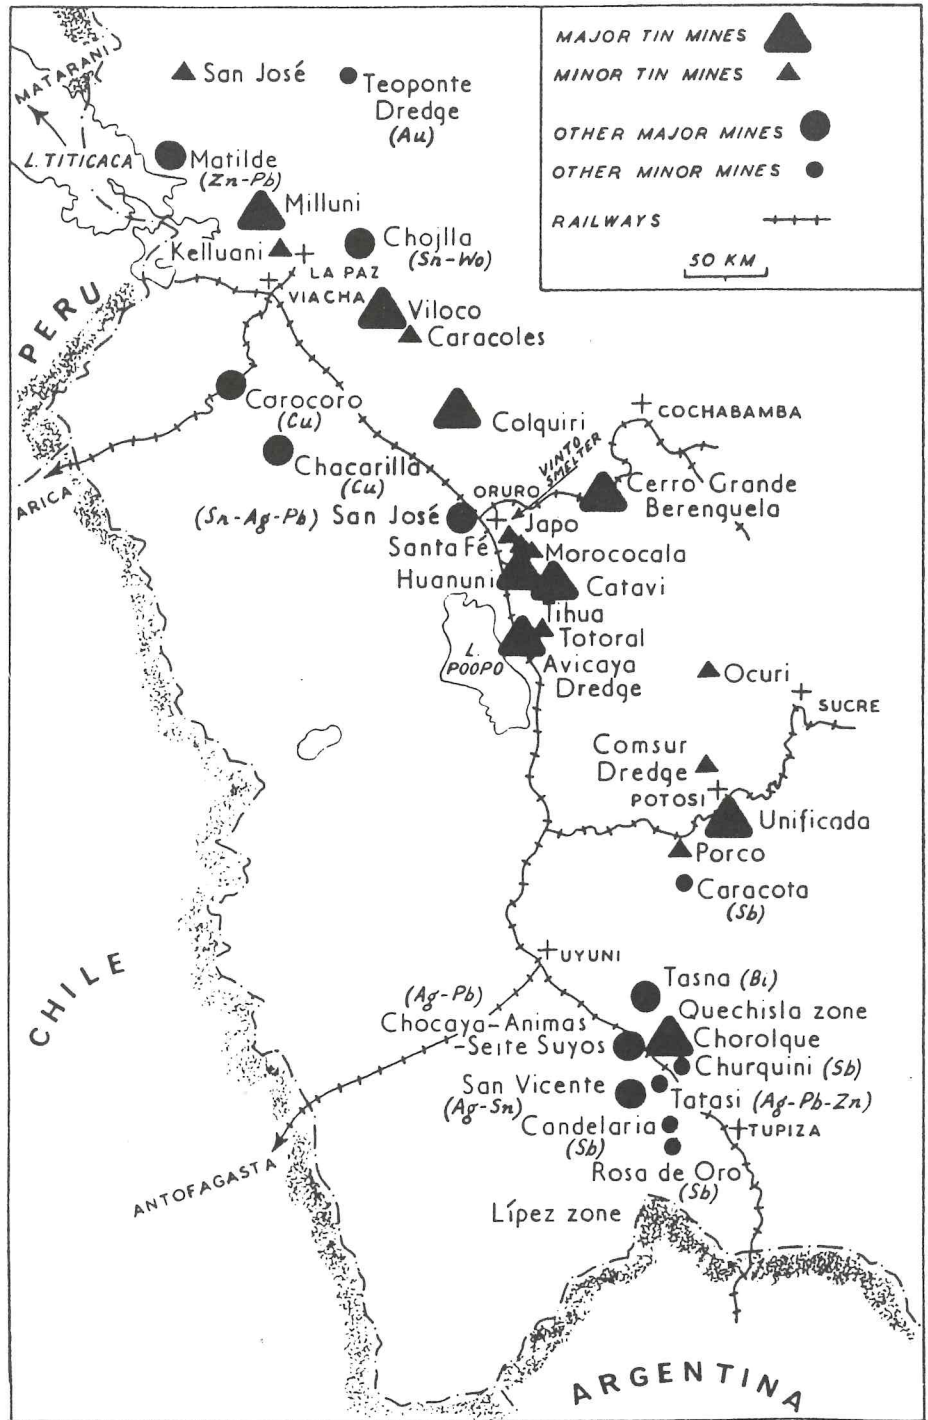 MAJOR TIN MINES
MINOR TIN MINES
OTHER MAJOR MINES
OTHER MINOR MINES
RAILWAYS
50 KM
MATARANI
San José
Teoponte
Dredge
(Au)
L. TITICACA
Matilde
(Zn-Pb)
Milluni
Kelluani
Chojlla
(Sn-Wo)
LA PAZ
VIACHA
PERU
Viloco
Caracoles
Carocoro
(Cu)
Colquiri
COCHABAMBA
Chacarilla
(Cu)
VINTO
SMELTER
ARICA
ORURO
Cerro Grande
Berenguela
(Sn-Ag-Pb) San José
Japo
Santa Fé
Morococala
Huanuni
Catavi
Tihua
Totoral
L.
POOPO
Avicaya
Dredge
Ocuri
SUCRE
Comsur
Dredge
POTOSI
Unificada
Porco
Caracota
(Sb)
CHILE
UYUNI
Tasna (Bi)
(Ag-Pb)
Quechisla zone
Chocaya-Animas
-Seite Suyos
Chorolque
Churquini (Sb)
San Vicente
(Ag-Sn)
Tatasi (Ag-Pb-Zn)
Candelaria
(Sb)
TUPIZA
ANTOFAGASTA
Rosa de Oro
(Sb)
Lípez zone
ARGENTINA